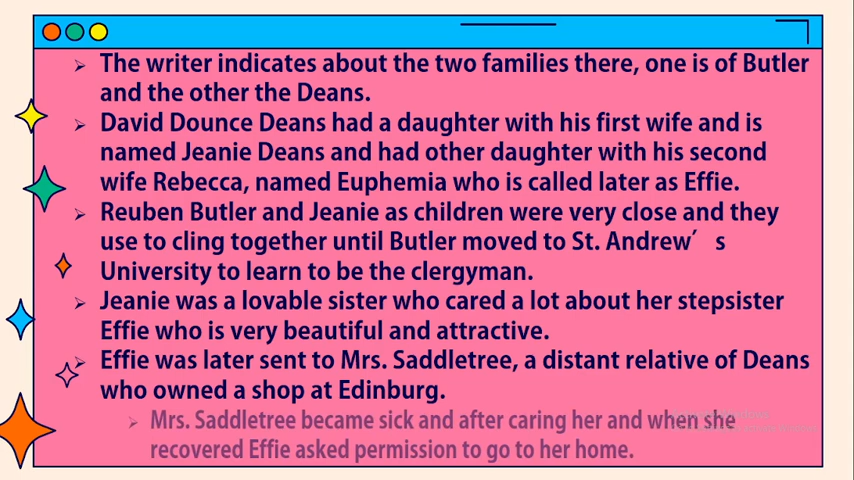 The writer indicates about the two families there, one is of Butler
and the other the Deans.
David Dounce Deans had a daughter with his first wife and is
named Jeanie Deans and had other daughter with his second
wife Rebecca, named Euphemia who is called later as Effie.
Reuben Butler and Jeanie as children were very close and they
use to cling together until Butler moved to St. Andrew′ s
University to learn to be the clergyman.
Jeanie was a lovable sister who cared a lot about her stepsister
Effie who is very beautiful and attractive.
Effie was later sent to Mrs. Saddletree, a distant relative of Deans
who owned a shop at Edinburg.
Mrs. Saddletree became sick and after caring her and when she
recovered Effie asked permission to go to her home.